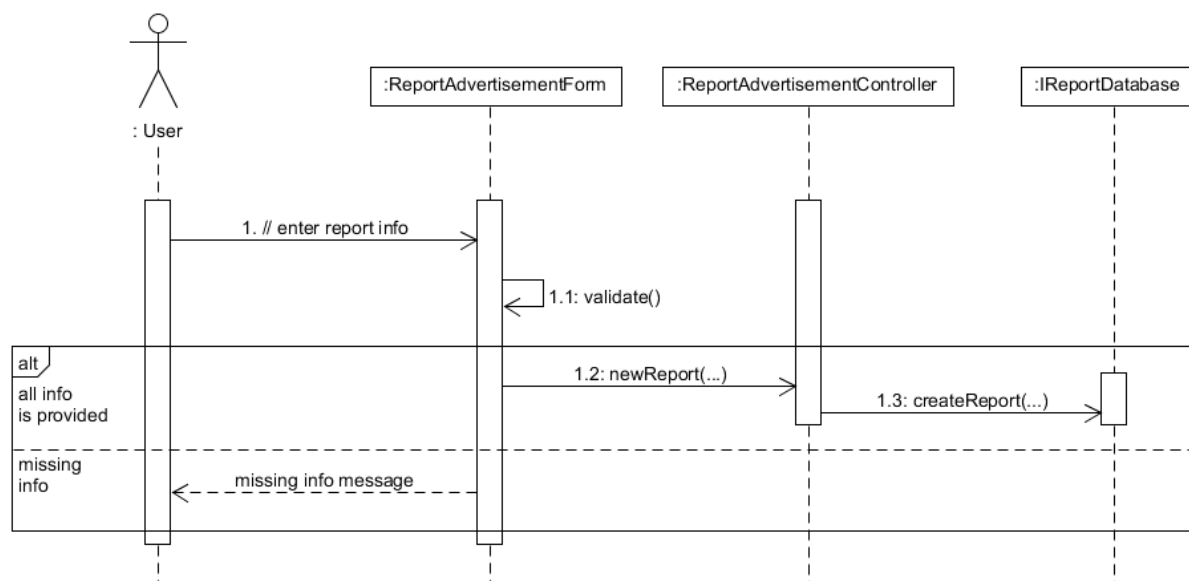 : User
:ReportAdvertisementForm
:ReportAdvertisementController
:IReportDatabase
1. // enter report info
1.1: validate()
alt
all info
is provided
1.2: newReport(...)
1.3: createReport(...)
missing
info
missing info message